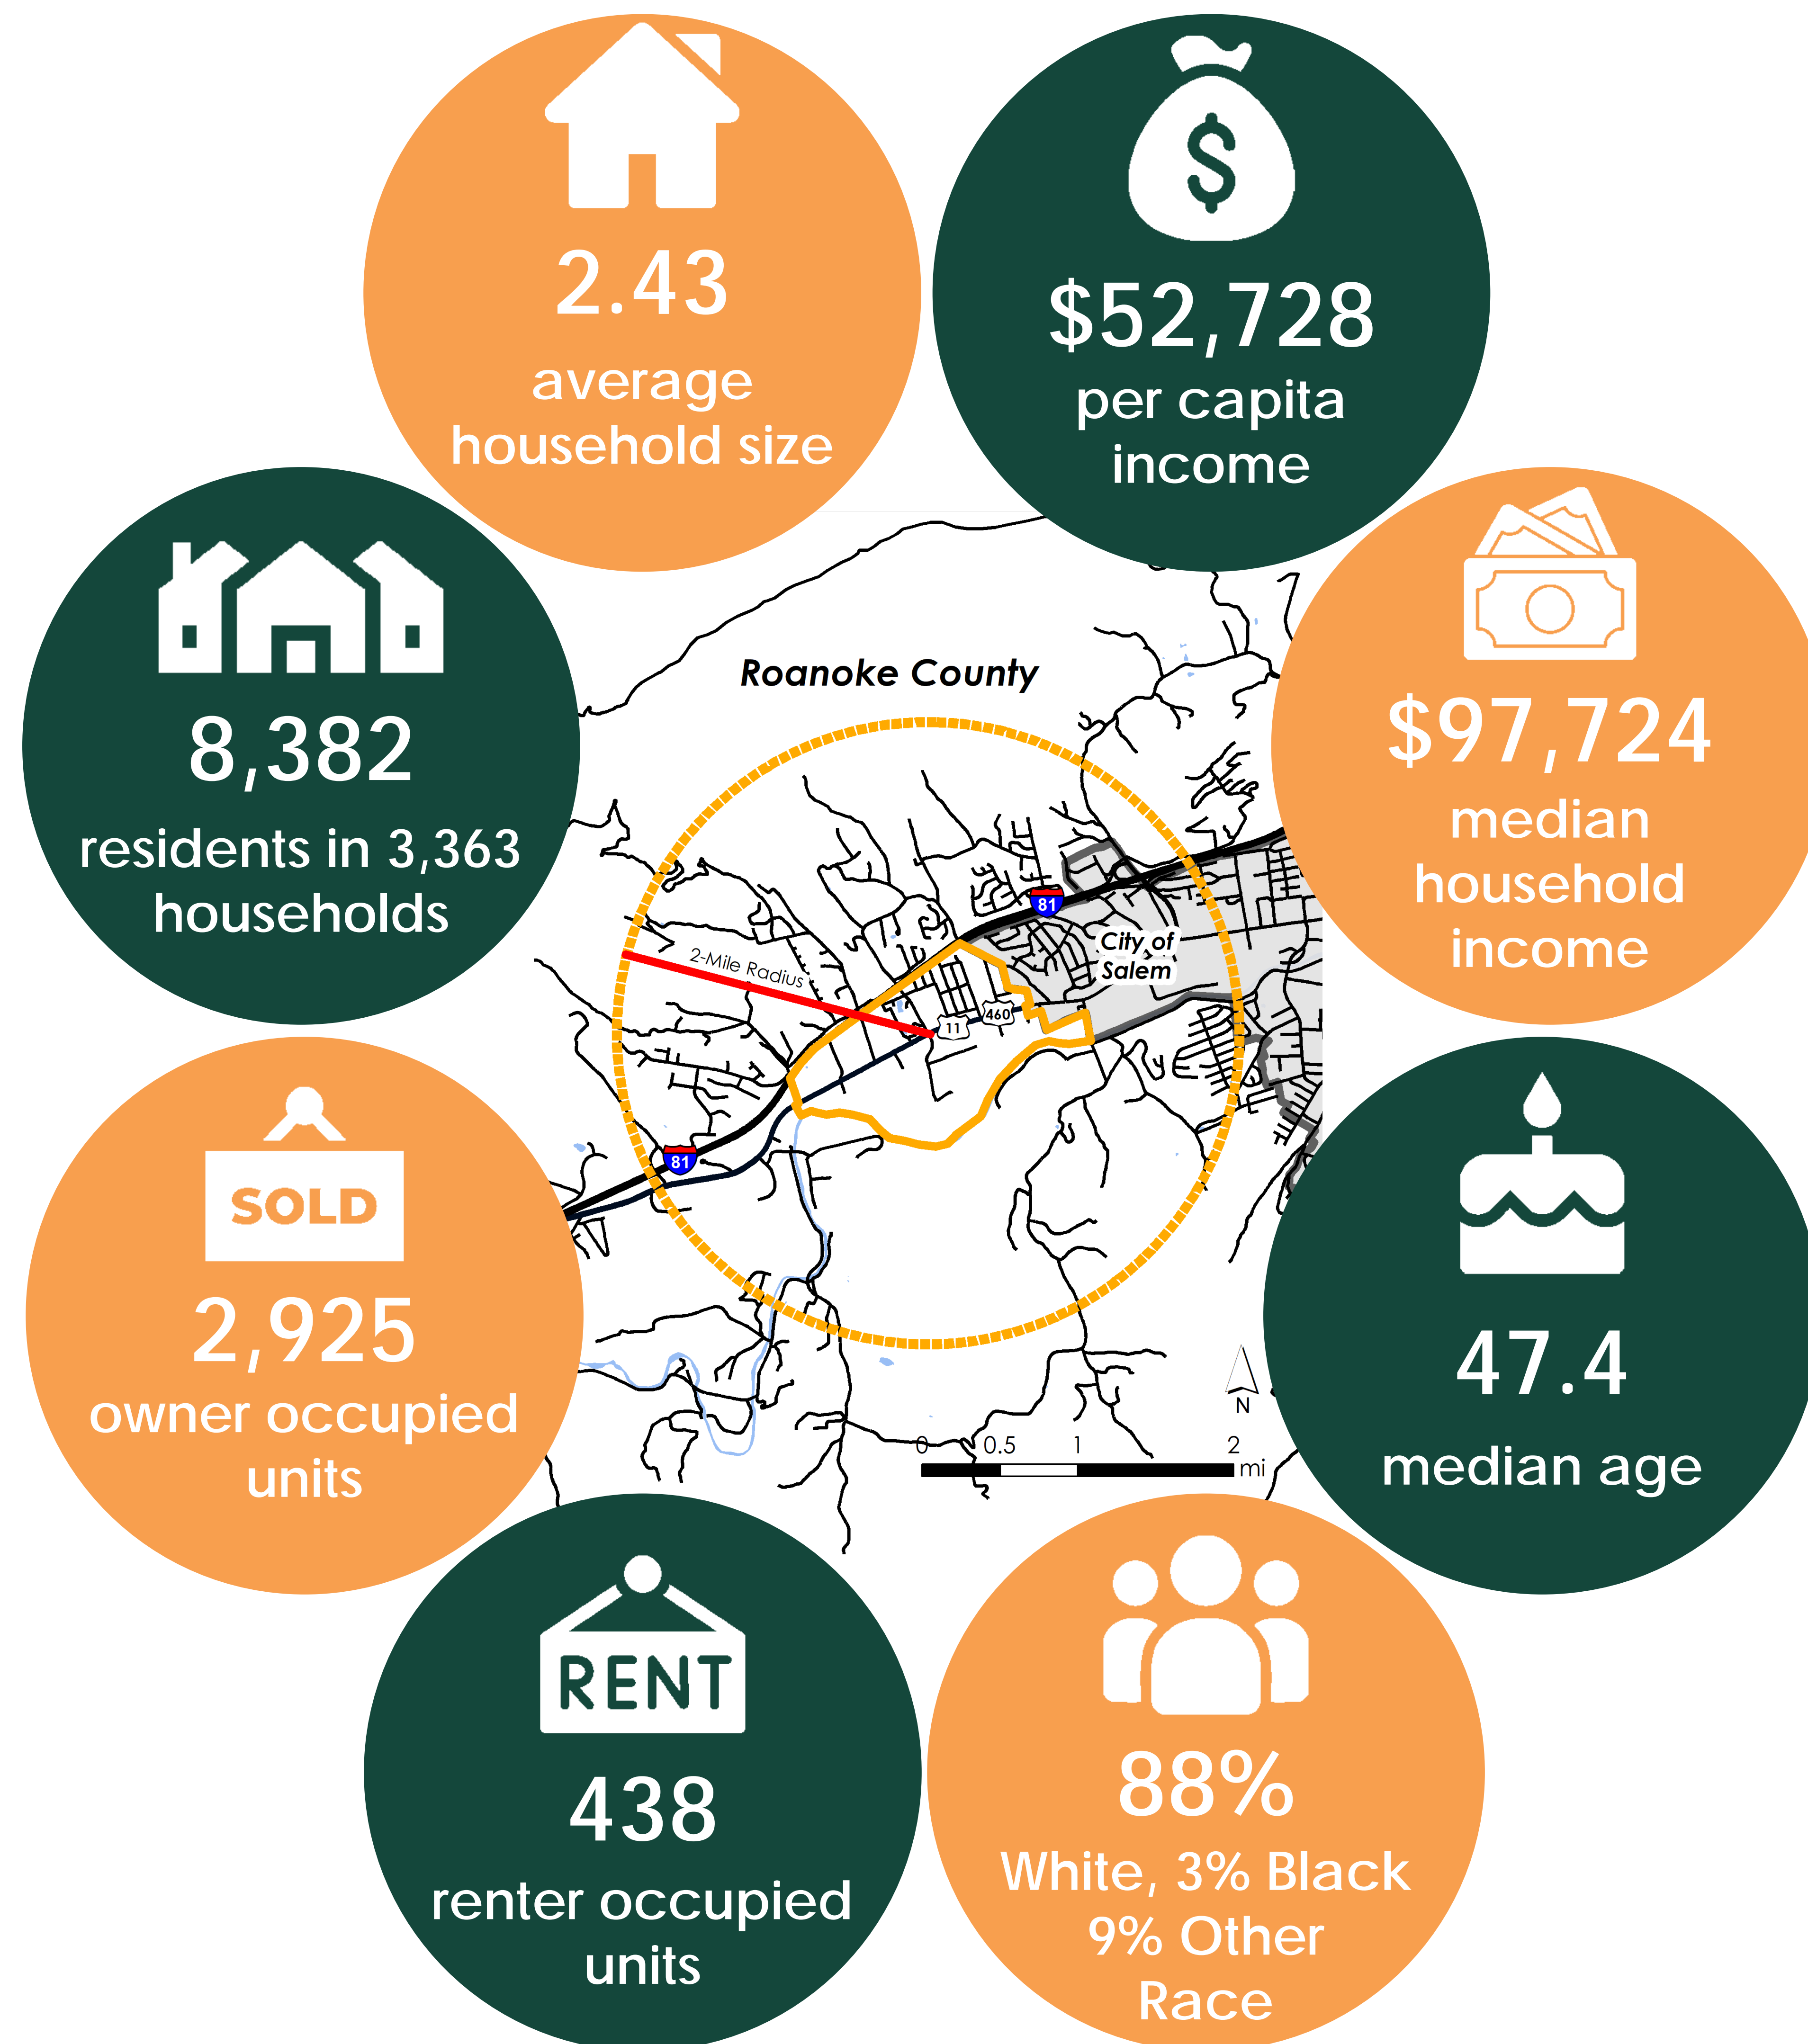 2.43
average
household size
$52,728
per capita
income
8,382
residents in 3,363
households
$97,724
median
household
income
Roanoke County
81
City of
Salem
2-Mile Radius
460
11
81
SOLD
2,925
owner occupied
units
47.4
median age
N
0 0.5 1 2
mi
RENT
438
renter occupied
units
88%
White, 3% Black
9% Other
Race